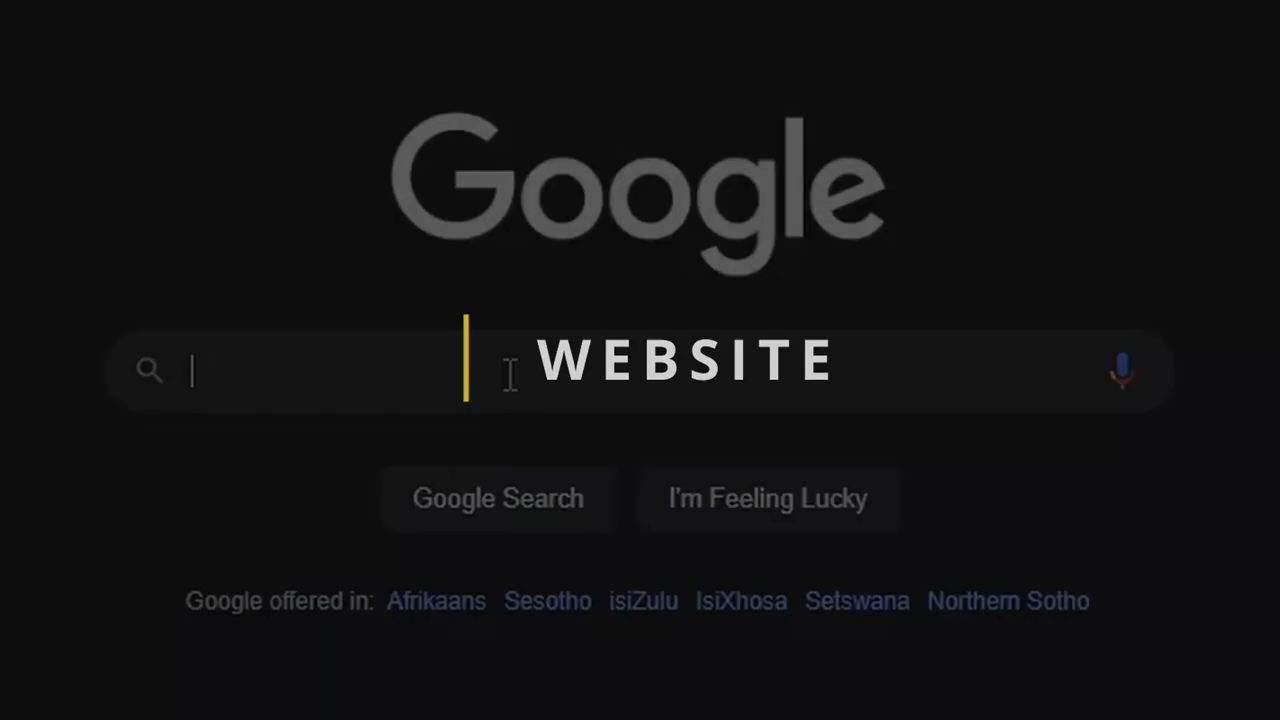 Google
WEBSITE
Google Search I'm Feeling Lucky
Google offered in: Afrikaans Sesotho isiZulu IsiXhosa Setswana Northern Sotho